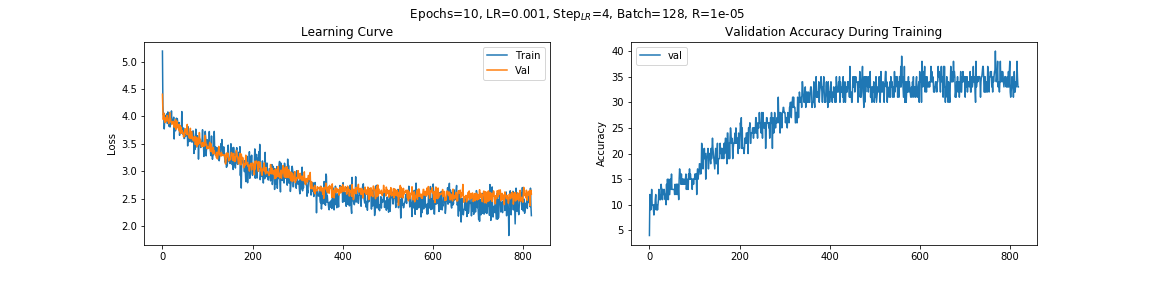 Epochs=10, LR=0.001, Step_LR=4, Batch=128, R=1e-05
Learning Curve
Train
Val
5.0
4.5
4.0
3.5
3.0
2.5
2.0
Loss
0 200 400 600 800
Validation Accuracy During Training
val
40
35
30
25
20
15
10
5
Accuracy
0 200 400 600 800